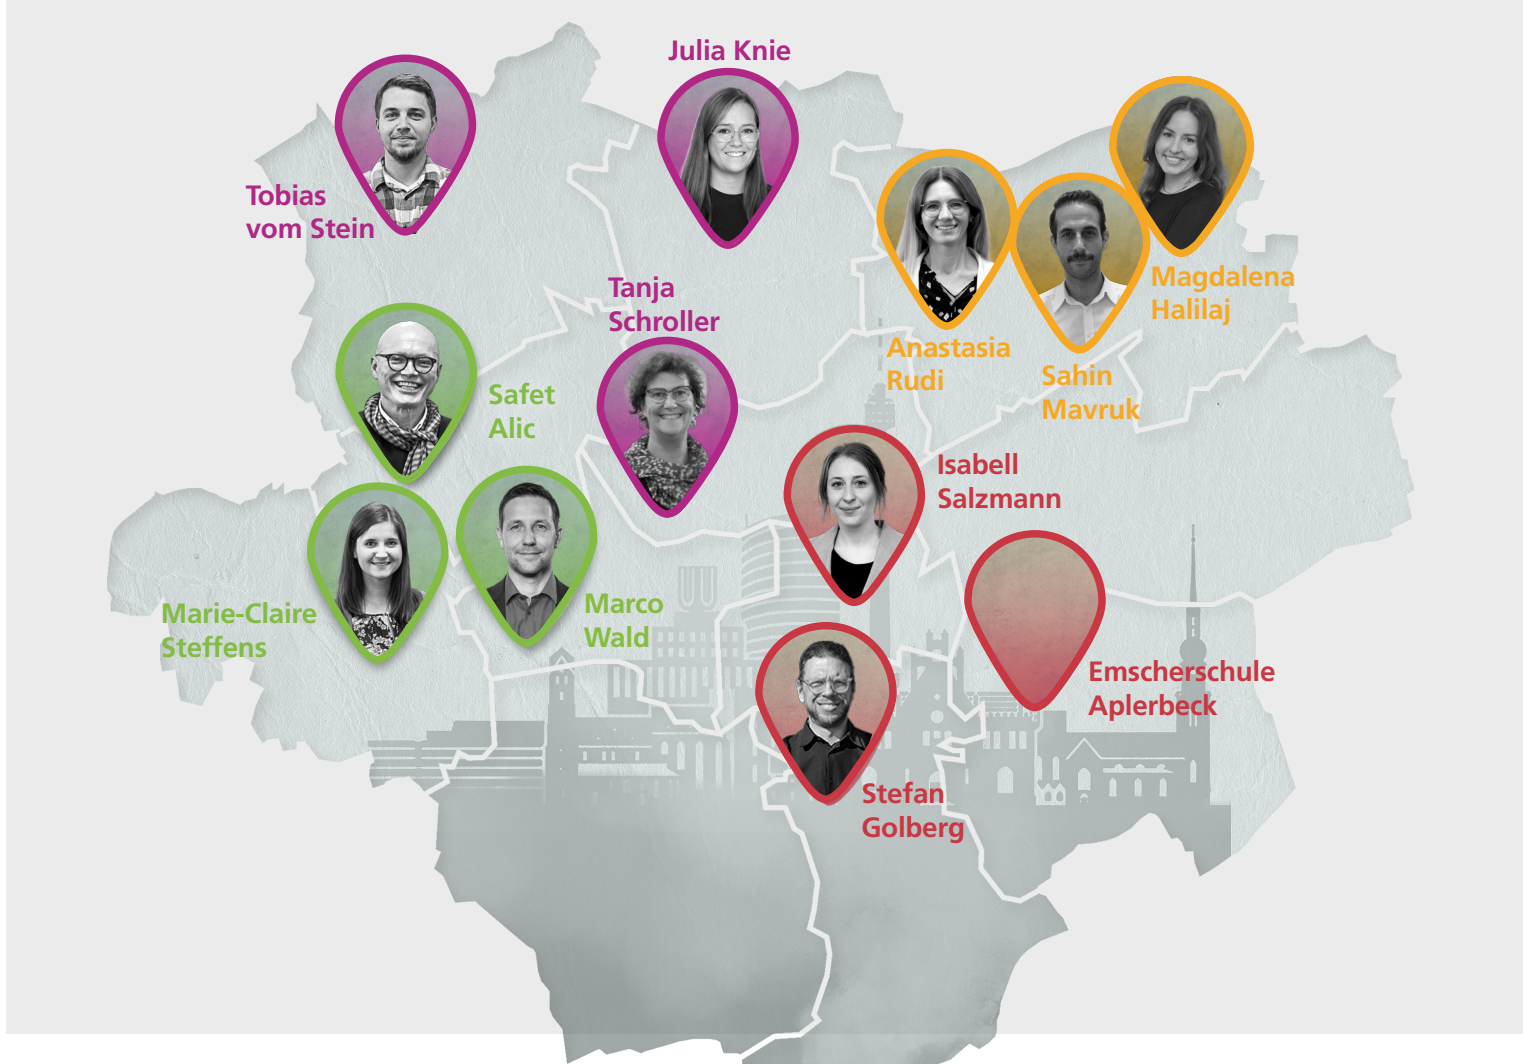 Julia Knie
Tobias
vom Stein
Tanja
Schroller
Magdalena
Halilaj
Anastasia
Rudi
Sahin
Mavruk
Safet
Alic
Isabell
Salzmann
Marie-Claire
Steffens
Marco
Wald
Emscherschule
Aplerbeck
Stefan
Golberg